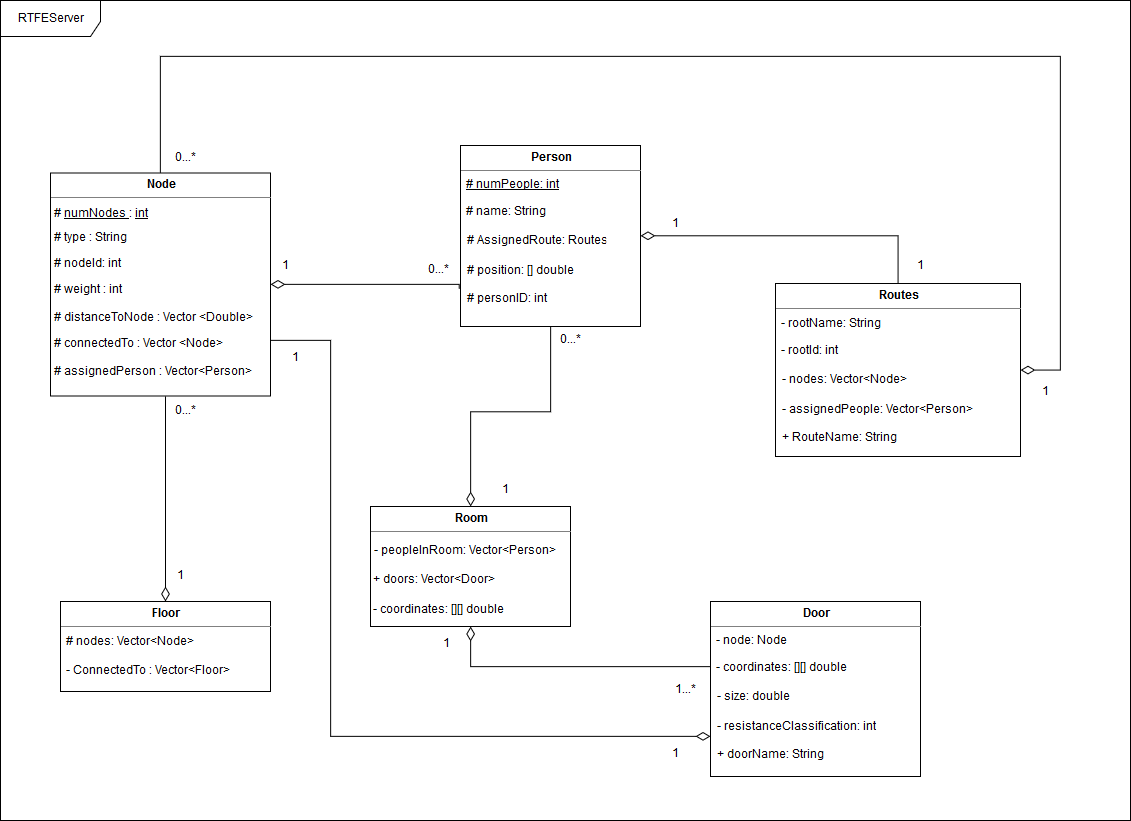 RTFEServer
0...*
Node
# numNodes : int
# type : String
# nodeId: int
# weight : int
# distanceToNode : Vector <Double>
# connectedTo : Vector <Node>
# assignedPerson : Vector<Person>
1
0...*
Person
# numPeople: int
# name: String
# AssignedRoute: Routes
# position: [] double
# personID: int
1
1
Routes
- rootName: String
- rootId: int
- nodes: Vector<Node>
- assignedPeople: Vector<Person>
+ RouteName: String
1
0...*
1
0...*
1
1
Room
- peopleInRoom: Vector<Person>
+ doors: Vector<Door>
- coordinates: [][] double
1
1...*
Floor
# nodes: Vector<Node>
- ConnectedTo : Vector<Floor>
Door
- node: Node
- coordinates: [][] double
- size: double
- resistanceClassification: int
+ doorName: String
1